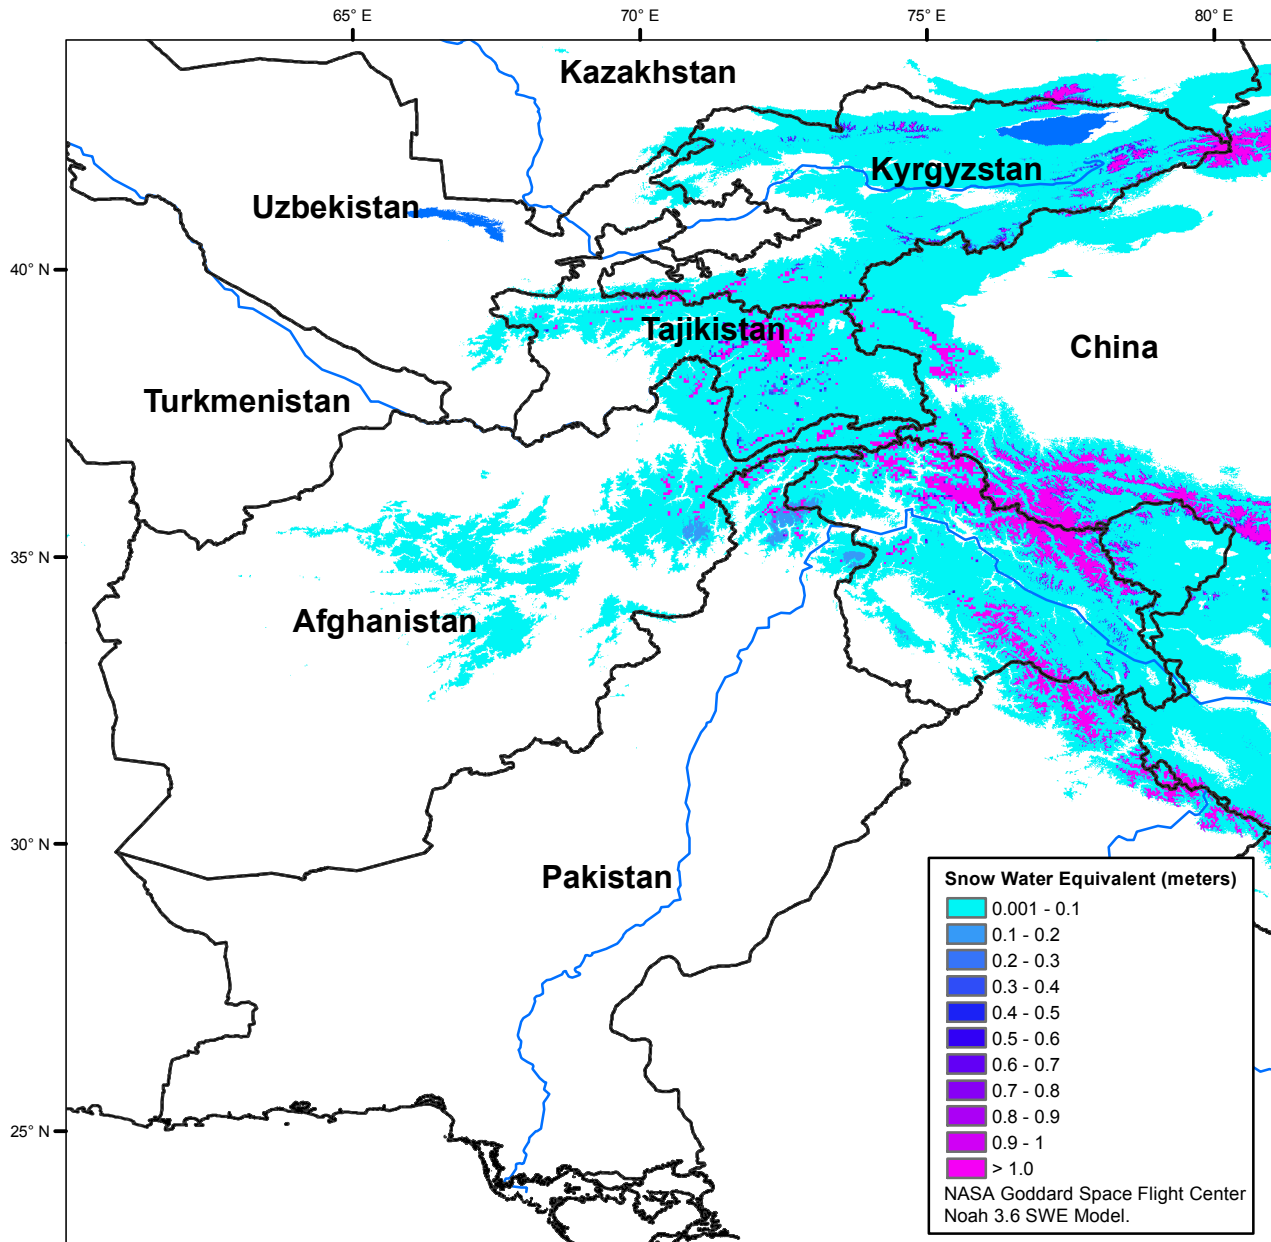 65° E
70° E
75° E
80° E
Kazakhstan
Kyrgyzstan
Uzbekistan
40° N
Tajikistan
China
Turkmenistan
35° N
Afghanistan
30° N
Pakistan
25° N
Snow Water Equivalent (meters)
0.001 - 0.1
0.1 - 0.2
0.2 - 0.3
0.3 - 0.4
0.4 - 0.5
0.5 - 0.6
0.6 - 0.7
0.7 - 0.8
0.8 - 0.9
0.9 - 1
> 1.0
NASA Goddard Space Flight Center
Noah 3.6 SWE Model.